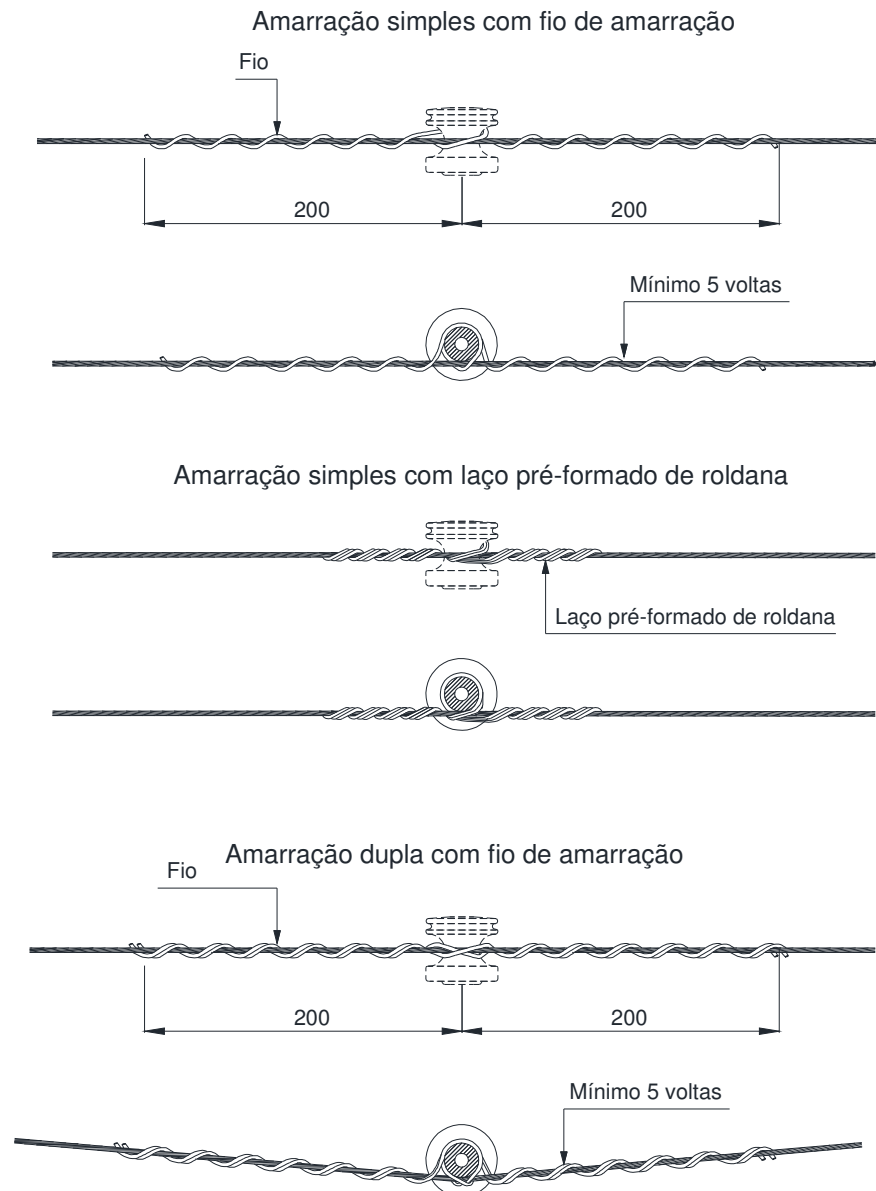 Amarração simples com fio de amarração
Fio
200 200
Mínimo 5 voltas
Amarração simples com laço pré-formado de roldana
Laço pré-formado de roldana
Amarração dupla com fio de amarração
Fio
200 200
Mínimo 5 voltas